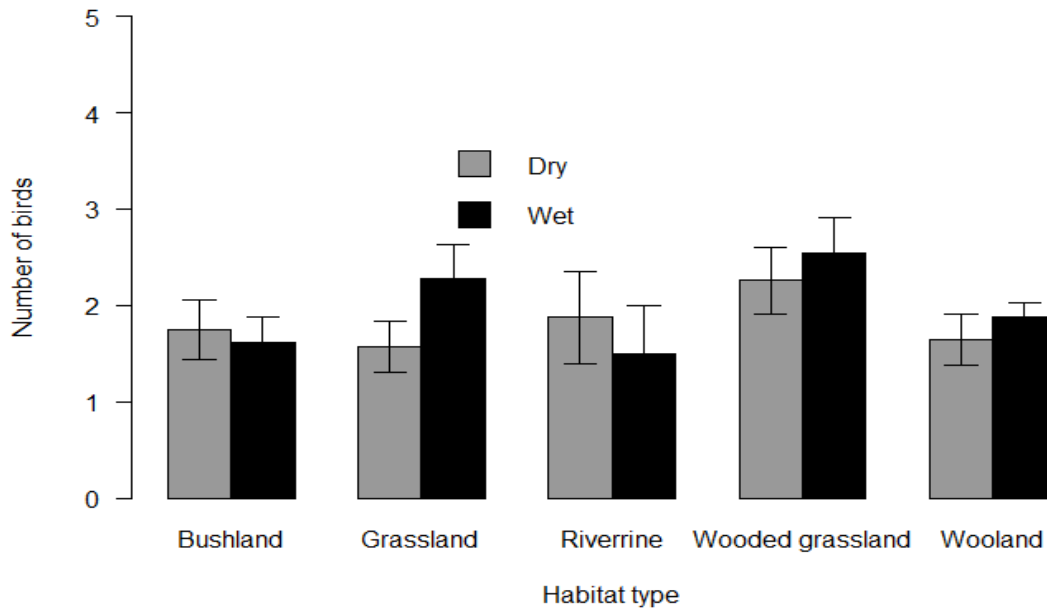 5
4
3
2
1
0
Number of birds
Dry
Wet
Bushland Grassland Riverrine Wooded grassland Wooland
Habitat type